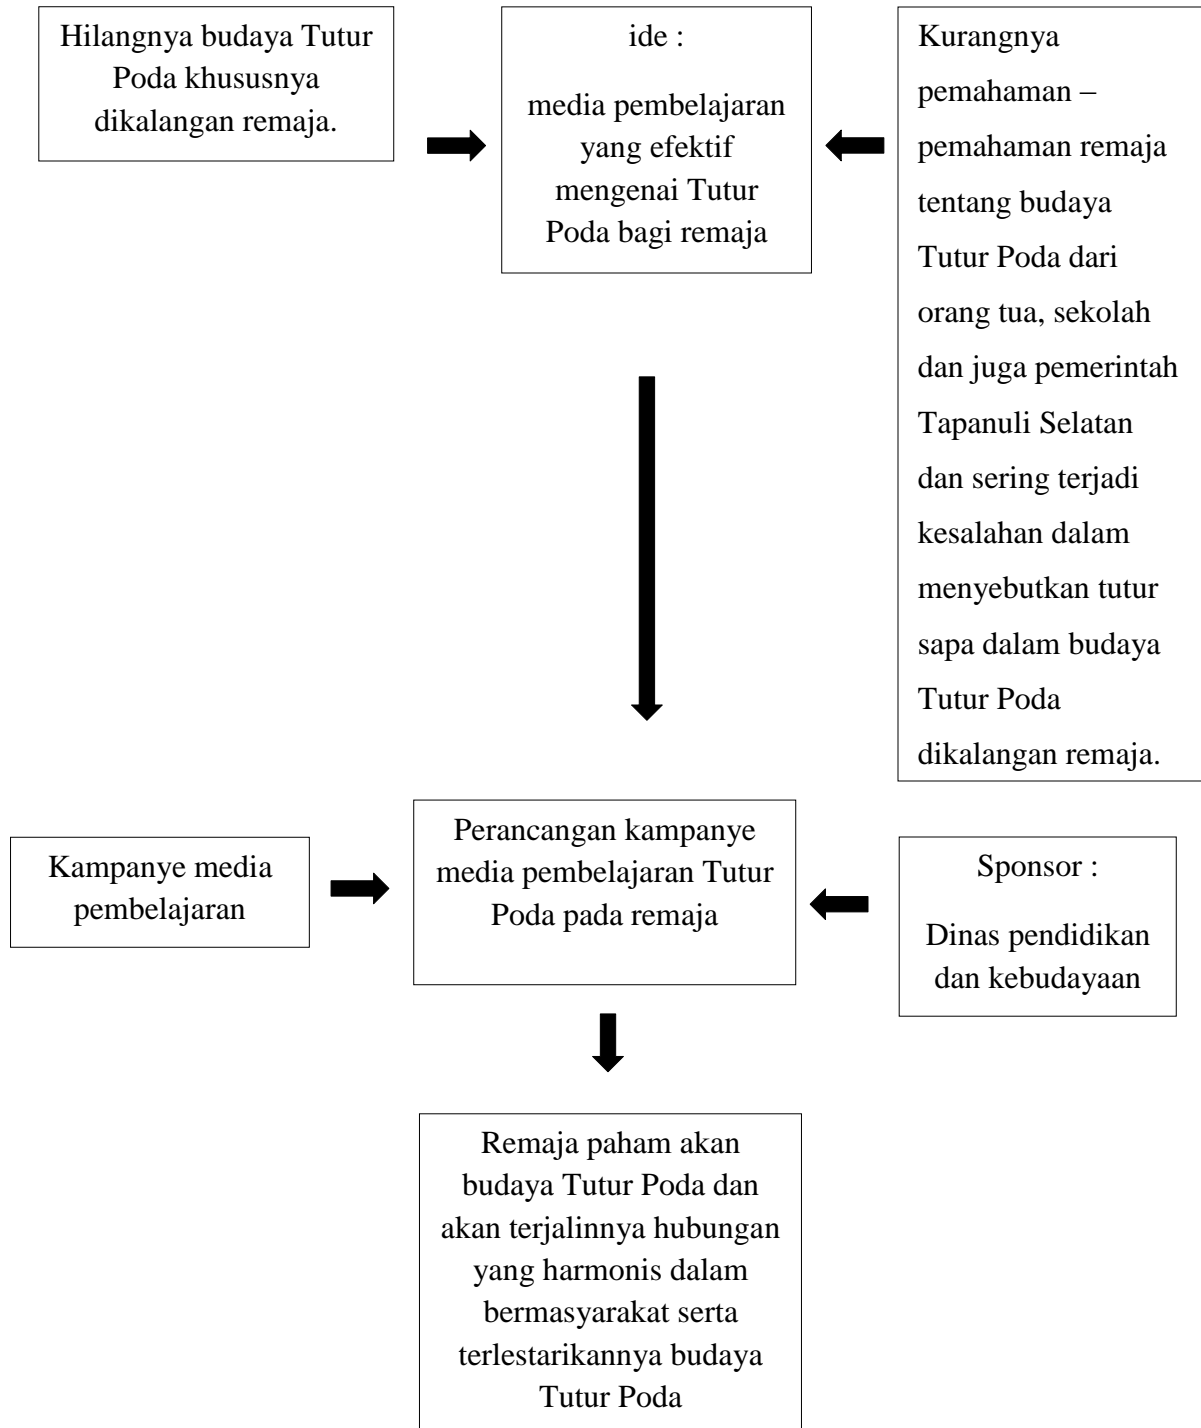 Hilangnya budaya Tutur
Poda khususnya
dikalangan remaja.
ide :
media pembelajaran
yang efektif
mengenai Tutur
Poda bagi remaja
Kurangnya
pemahaman –
pemahaman remaja
tentang budaya
Tutur Poda dari
orang tua, sekolah
dan juga pemerintah
Tapanuli Selatan
dan sering terjadi
kesalahan dalam
menyebutkan tutur
sapa dalam budaya
Tutur Poda
dikalangan remaja.
Kampanye media
pembelajaran
Perancangan kampanye
media pembelajaran Tutur
Poda pada remaja
Sponsor :
Dinas pendidikan
dan kebudayaan
Remaja paham akan
budaya Tutur Poda dan
akan terjalinnya hubungan
yang harmonis dalam
bermasyarakat serta
terlestarikannya budaya
Tutur Poda